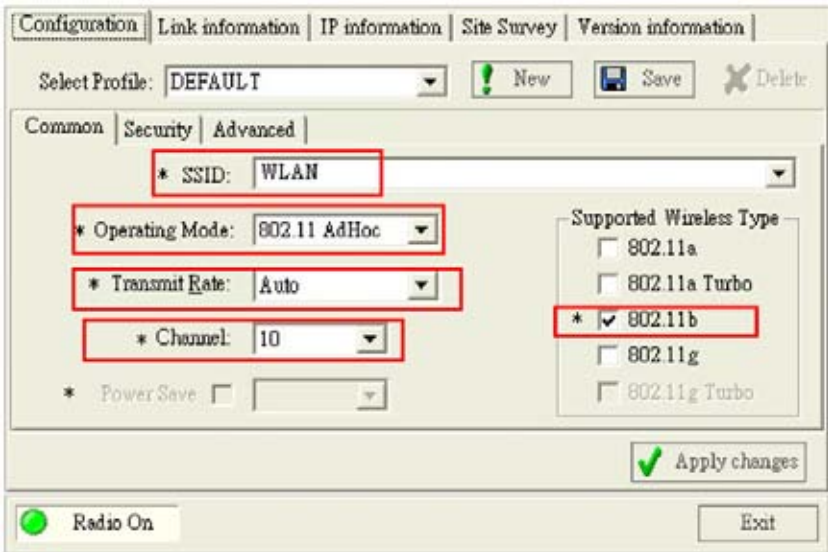 Configuration Link information IP information Site Survey Version information
Select Profile: DEFAULT New Save Delete
Common Security Advanced
* SSID: WLAN
* Operating Mode: 802.11 AdHoc
* Transmit Rate: Auto
* Channel: 10
* Power Save
Supported Wireless Type
802.11a
802.11a Turbo
* 802.11b
802.11g
802.11g Turbo
Apply changes
Radio On Exit